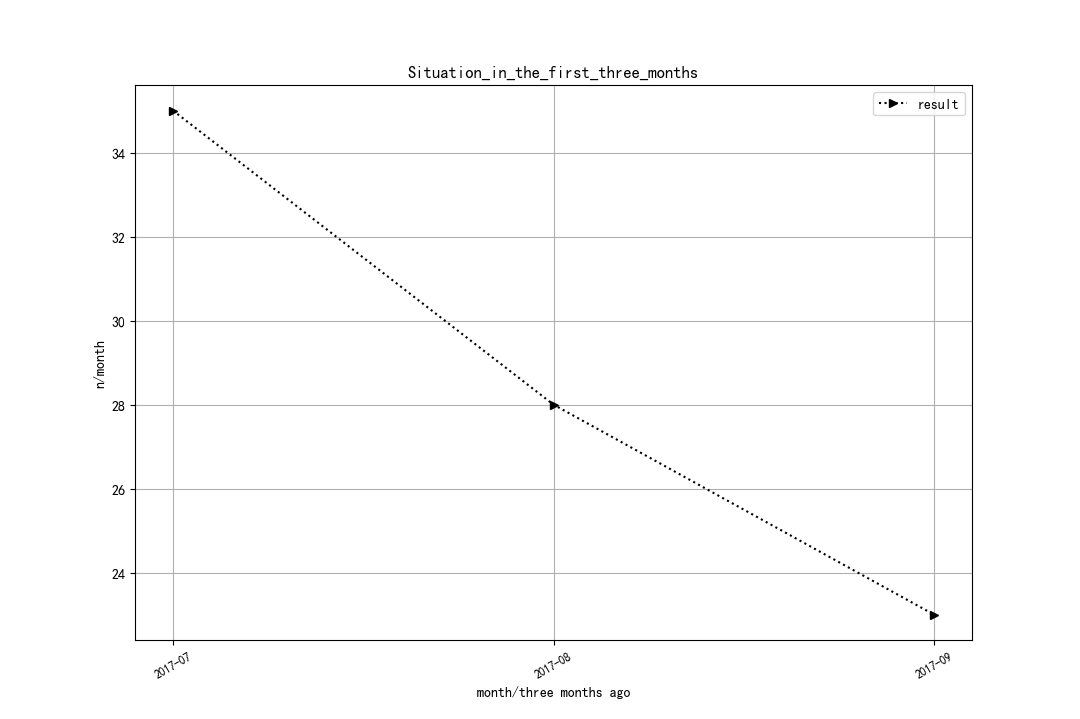 Situation_in_the_first_three_months
result
n/month
34
32
30
28
26
24
2017-07
2017-08
2017-09
month/three months ago